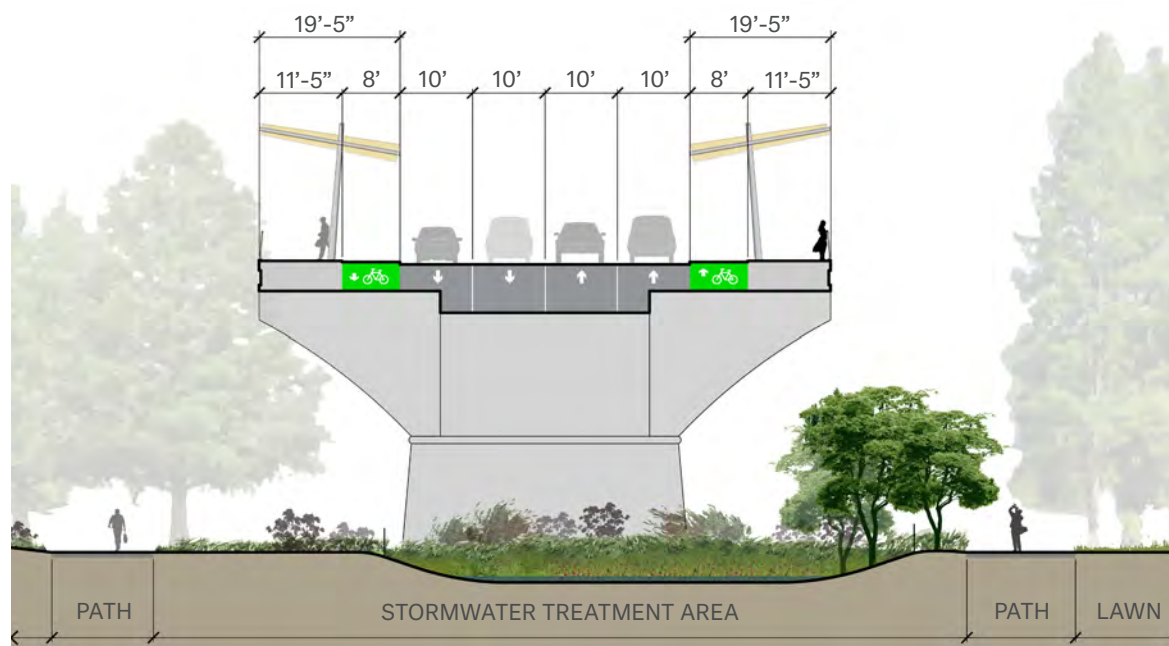 19’-5” 19’-5”
11’-5” 8’ 10’ 10’ 10’ 10’ 8’ 11’-5”
PATH STORMWATER TREATMENT AREA PATH LAWN